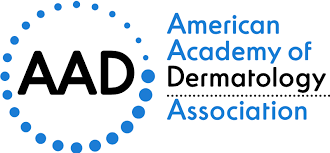 AAD
American
Academy of
Dermatology
Association